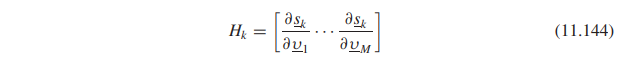 H_k = [ ∂s_k/∂υ_1 ⋯ ∂s_k/∂υ_M ] (11.144)